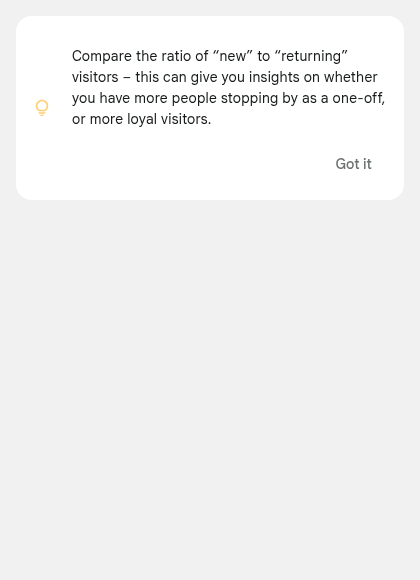 Compare the ratio of “new” to “returning”
visitors – this can give you insights on whether
you have more people stopping by as a one-off,
or more loyal visitors.
Got it